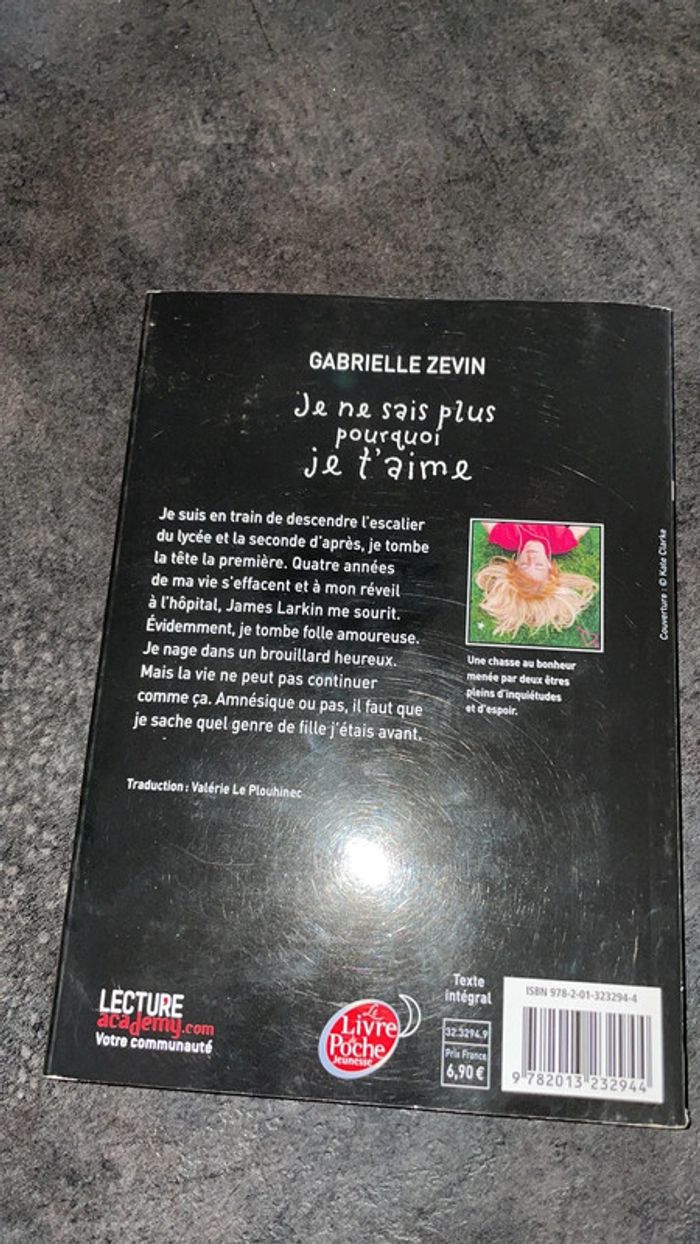 GABRIELLE ZEVIN
Je ne sais plus
pourquoi
je t'aime
Je suis en train de descendre l'escalier
du lycée et la seconde d'après, je tombe
la tête la première. Quatre années
de ma vie s'effacent et à mon réveil
à l'hôpital, James Larkin me sourit.
Évidemment, je tombe folle amoureuse.
Je nage dans un brouillard heureux.
Mais la vie ne peut pas continuer
comme ça. Amnésique ou pas, il faut que
je sache quel genre de fille j'étais avant.
Une chasse au bonheur
menée par deux êtres
pleins d'inquiétudes
et d'espoir.
Couverture : © Kate Clarke
Traduction : Valérie Le Plouhinec
LECTURE
academy.com
Votre communauté
Le
Livre
de
Poche
Jeunesse
Texte
intégral
32.3294.9
Prix France
6,90 €
ISBN 978-2-01-323294-4
9 782013 232944